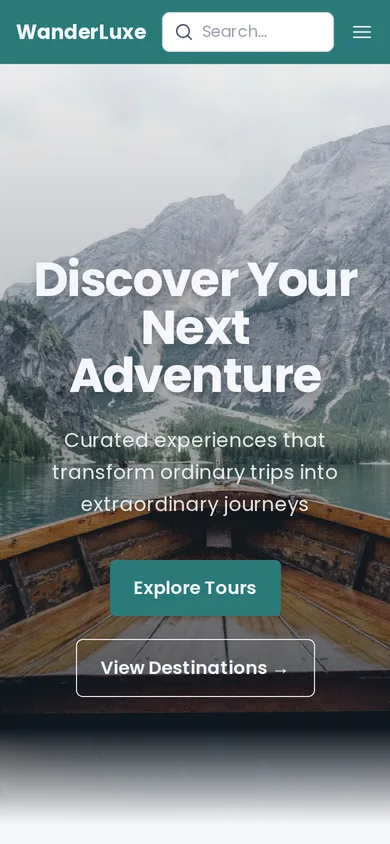 WanderLuxe
Search...
Discover Your
Next
Adventure
Curated experiences that
transform ordinary trips into
extraordinary journeys
Explore Tours
View Destinations →